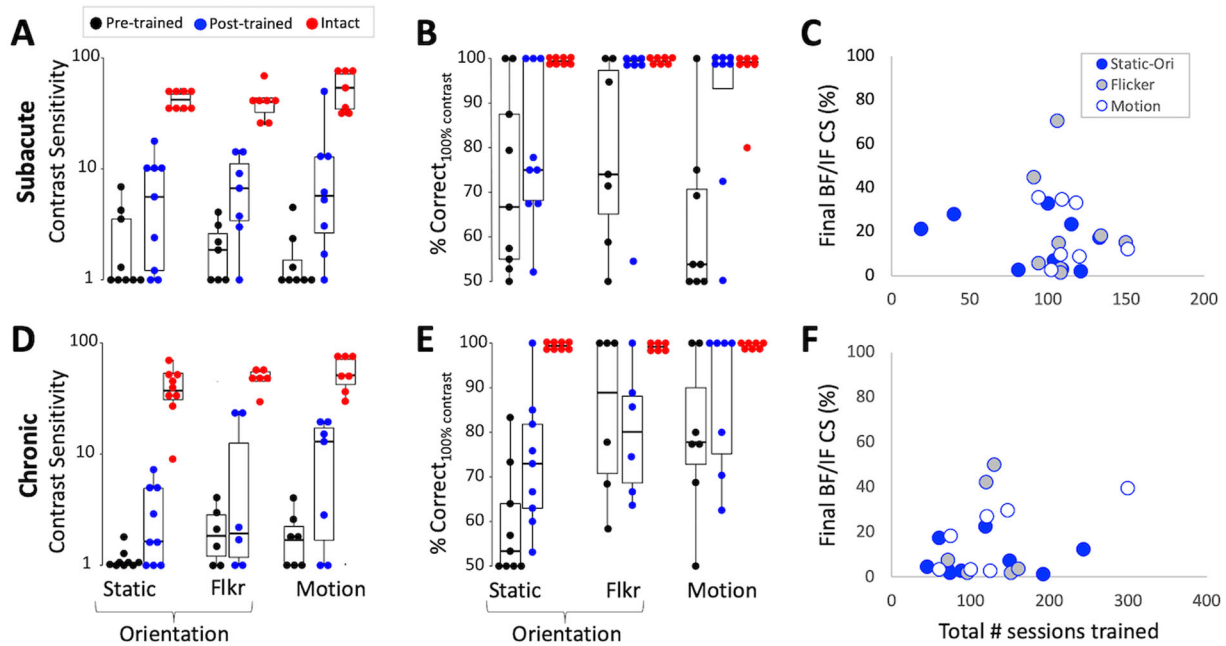 Pre-trained Post-trained Intact
A
Subacute
Contrast Sensitivity
100
10
1
B
% Correct100% contrast
100
90
80
70
60
50
C
Final BF/IF CS (%)
100
80
60
40
20
0
0 50 100 150 200
Static-Ori
Flicker
Motion
D
Chronic
Contrast Sensitivity
100
10
1
Static Flkr Motion
Orientation
E
% Correct100% contrast
100
90
80
70
60
50
Static Flkr Motion
Orientation
F
Final BF/IF CS (%)
100
80
60
40
20
0
0 100 200 300 400
Total # sessions trained